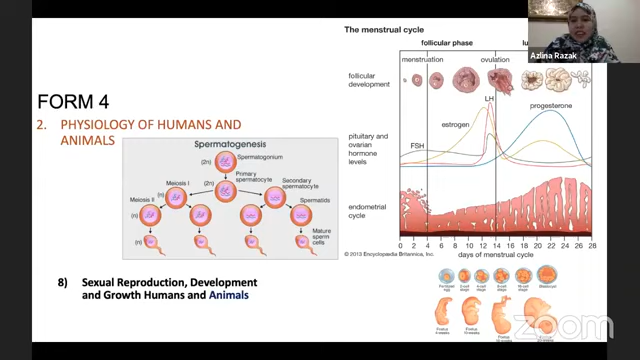 The menstrual cycle
follicular phase
lu
Azlina Razak
menstruation
ovulation
follicular
development
LH
estrogen
progesterone
FSH
pituitary and
ovarian
hormone
levels
endometrial
cycle
0 2 4 6 8 10 12 14 16 18 20 22 24 26 28
© 2013 Encyclopædia Britannica, Inc.
days of menstrual cycle
FORM 4
2. PHYSIOLOGY OF HUMANS AND
ANIMALS
Spermatogenesis
(2n)
Spermatogonium
Meiosis I
(n)
(2n)
Primary
spermatocyte
Secondary
spermatocyte
Meiosis II
(n)
Spermatids
(n)
Mature
sperm
cells
8) Sexual Reproduction, Development
and Growth Humans and Animals
zoom